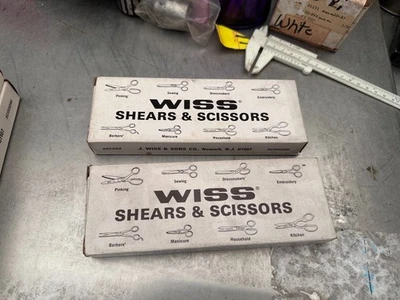 White
Pinking
Sewing
Dressmakers'
Embroidery
WISS®
SHEARS & SCISSORS
Barbers'
Manicure
Household
Kitchen
J. WISS & SONS CO., Newark, N.J. 07107
Pinking
Sewing
Dressmakers'
Embroidery
WISS®
SHEARS & SCISSORS
Barbers'
Manicure
Household
Kitchen